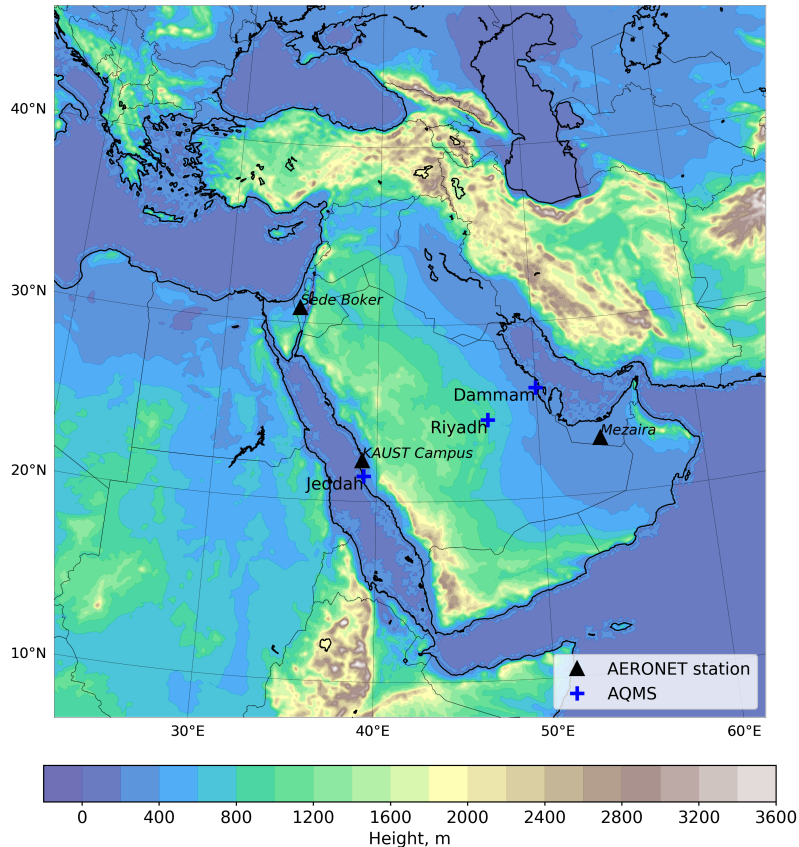 40°N
30°N
Sede Boker
Dammam
Riyadh
Mezaira
20°N
KAUST Campus
Jeddah
10°N
AERONET station
AQMS
30°E 40°E 50°E 60°E
0 400 800 1200 1600 2000 2400 2800 3200 3600
Height, m